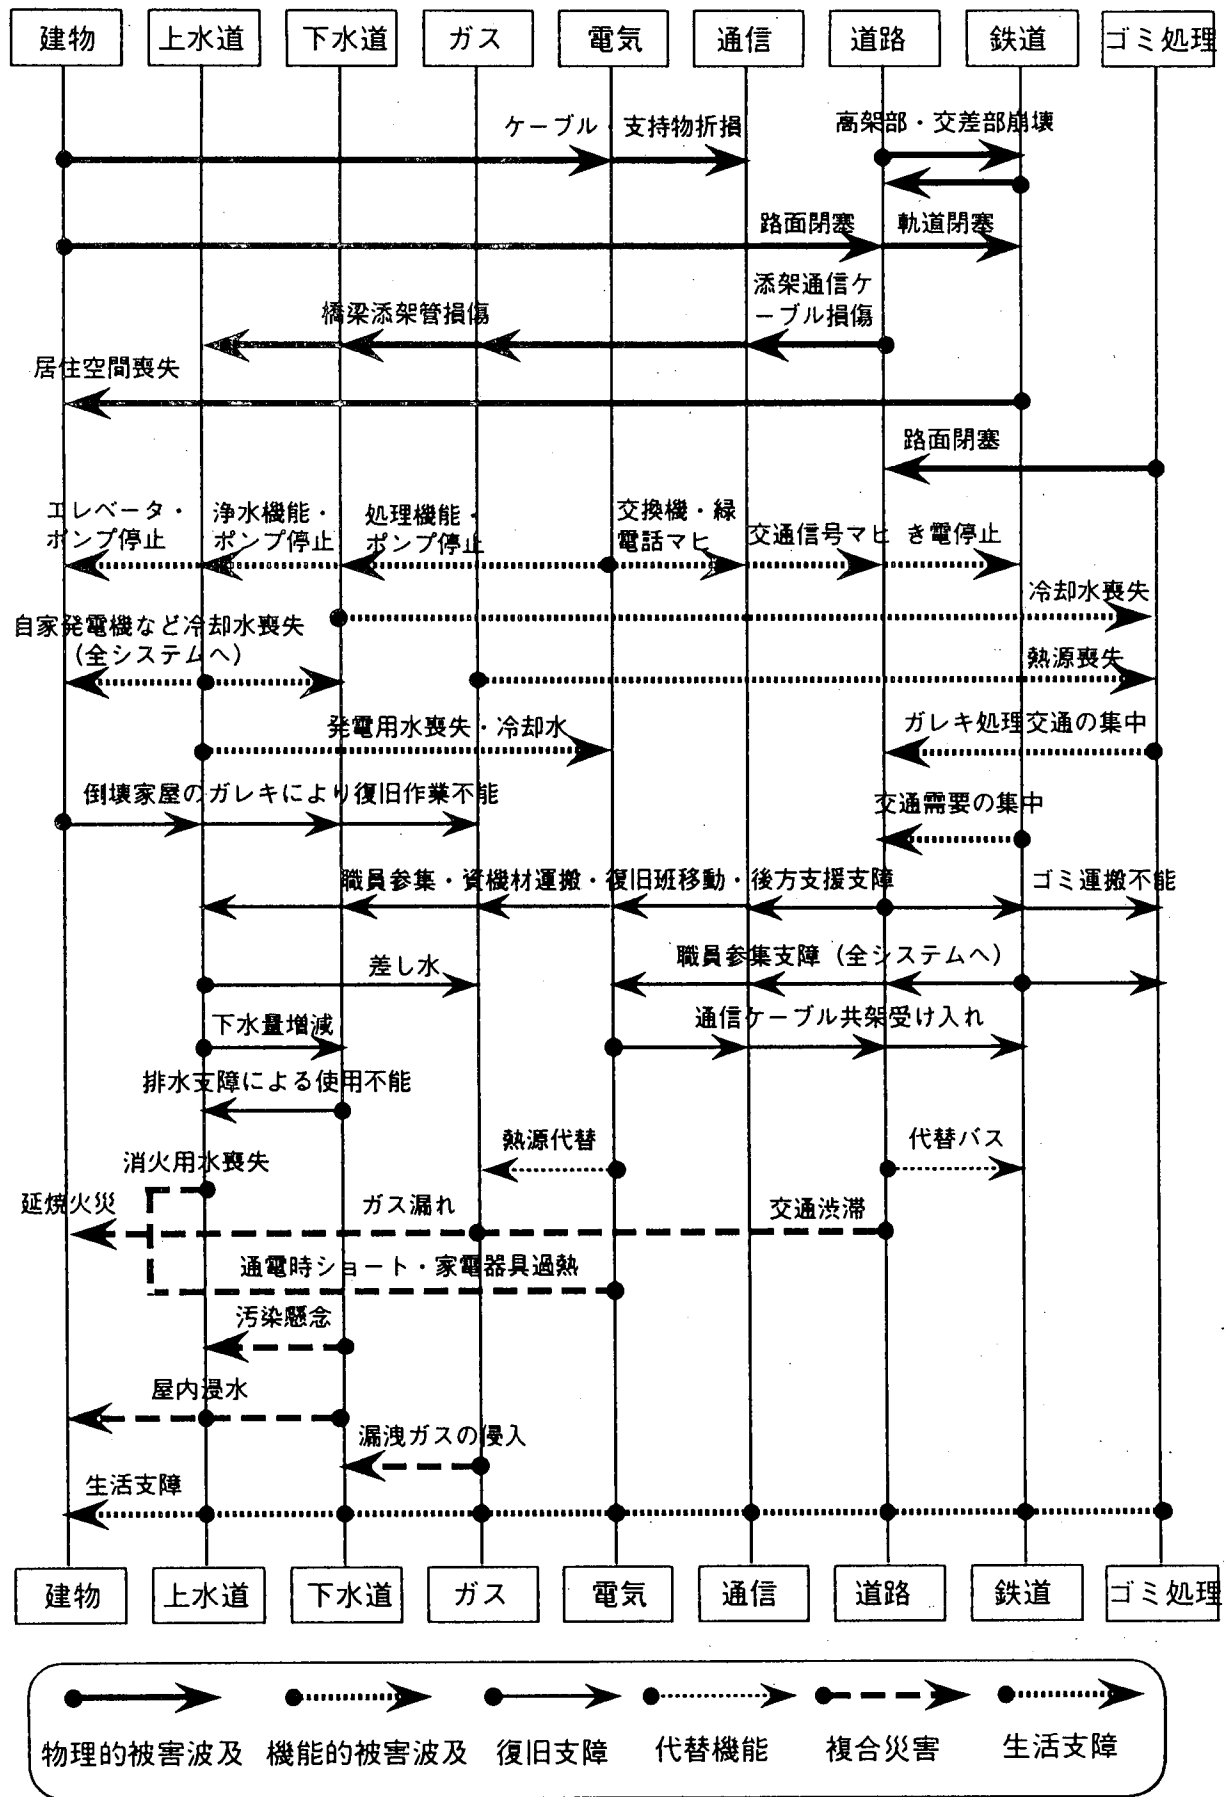 建物 上水道 下水道 ガス 電気 通信 道路 鉄道 ゴミ処理
ケーブル・支持物折損
高架部・交差部崩壊
路面閉塞
軌道閉塞
添架通信ケ
ーブル損傷
橋梁添架管損傷
居住空間喪失
路面閉塞
エレベータ・
ポンプ停止
浄水機能・
ポンプ停止
処理機能・
ポンプ停止
交換機・緑
電話マヒ
交通信号マヒ
き電停止
冷却水喪失
自家発電機など冷却水喪失
(全システムへ)
熱源喪失
発電用水喪失・冷却水
ガレキ処理交通の集中
倒壊家屋のガレキにより復旧作業不能
交通需要の集中
職員参集・資機材運搬・復旧班移動・後方支援支障
ゴミ運搬不能
差し水
職員参集支障(全システムへ)
下水量増減
通信ケーブル共架受け入れ
排水支障による使用不能
熱源代替
代替バス
消火用水喪失
延焼火災
ガス漏れ
交通渋滞
通電時ショート・家電器具過熱
汚染懸念
屋内浸水
漏洩ガスの侵入
生活支障
建物 上水道 下水道 ガス 電気 通信 道路 鉄道 ゴミ処理
物理的被害波及 機能的被害波及 復旧支障 代替機能 複合災害 生活支障